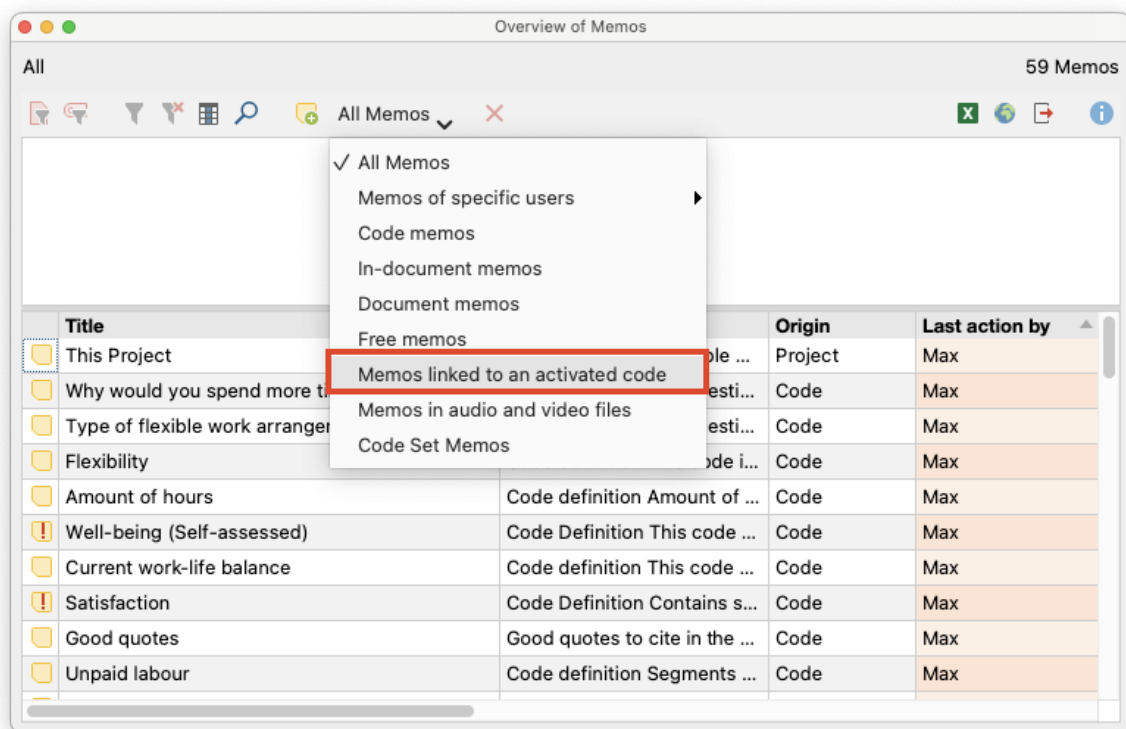 Overview of Memos
All 59 Memos
All Memos X i
All Memos
Memos of specific users
Code memos
In-document memos
Document memos
Free memos
Memos linked to an activated code
Memos in audio and video files
Code Set Memos
Title Origin Last action by
This Project ... Project Max
Why would you spend more ... Code Max
Type of flexible work ... Code Max
Flexibility ... Code Max
Amount of hours Code definition Amount of ... Code Max
! Well-being (Self-assessed) Code Definition This code ... Code Max
Current work-life balance Code definition This code ... Code Max
! Satisfaction Code Definition Contains s... Code Max
Good quotes Good quotes to cite in the ... Code Max
Unpaid labour Code definition Segments ... Code Max